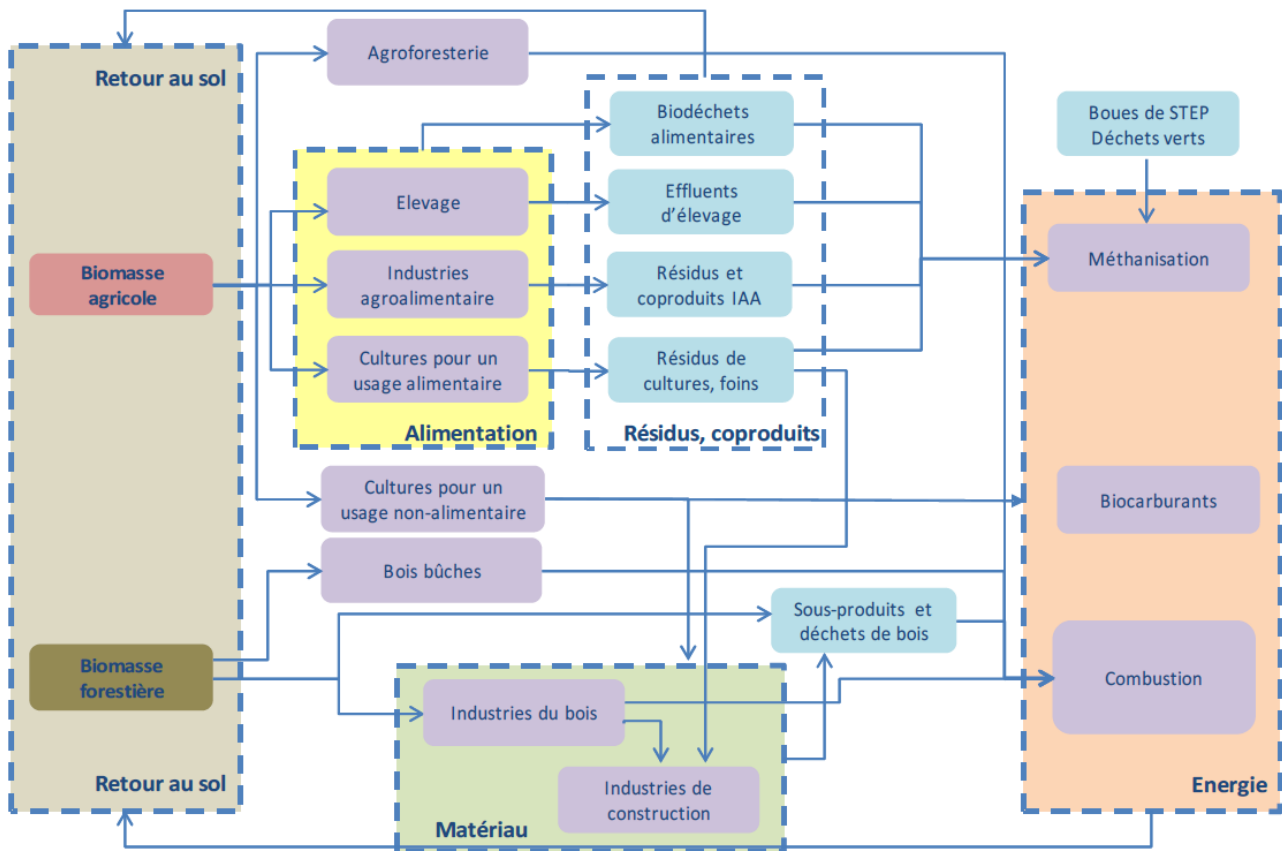 Retour au sol
Agroforesterie
Biodéchets
alimentaires
Boues de STEP
Déchets verts
Elevage
Effluents
d'élevage
Biomasse
agricole
Industries
agroalimentaire
Résidus et
coproduits IAA
Méthanisation
Cultures pour un
usage alimentaire
Résidus de
cultures, foins
Alimentation
Résidus, coproduits
Cultures pour un
usage non-alimentaire
Biocarburants
Bois bûches
Sous-produits et
déchets de bois
Biomasse
forestière
Combustion
Industries du bois
Retour au sol
Industries de
construction
Energie
Matériau